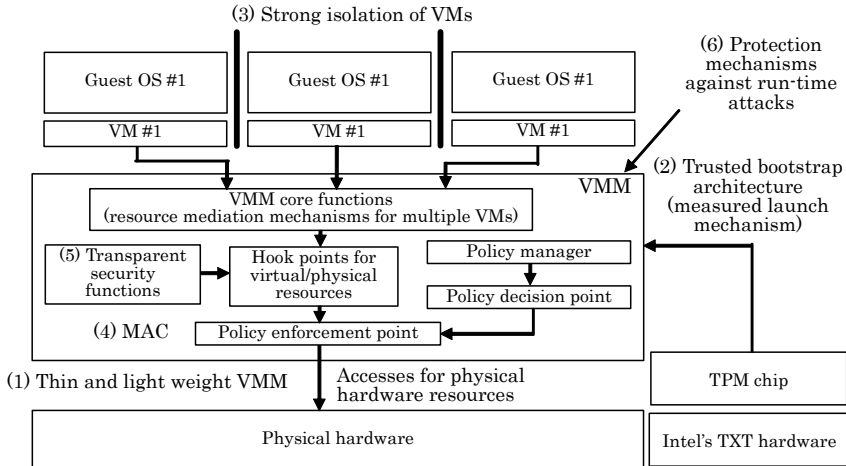 (3) Strong isolation of VMs
Guest OS #1
Guest OS #1
Guest OS #1
VM #1
VM #1
VM #1
(6) Protection
mechanisms
against run-time
attacks
VMM
(2) Trusted bootstrap
architecture
(measured launch
mechanism)
VMM core functions
(resource mediation mechanisms for multiple VMs)
(5) Transparent
security
functions
Hook points for
virtual/physical
resources
Policy manager
Policy decision point
(4) MAC
Policy enforcement point
(1) Thin and light weight VMM
Accesses for physical
hardware resources
TPM chip
Physical hardware
Intel's TXT hardware